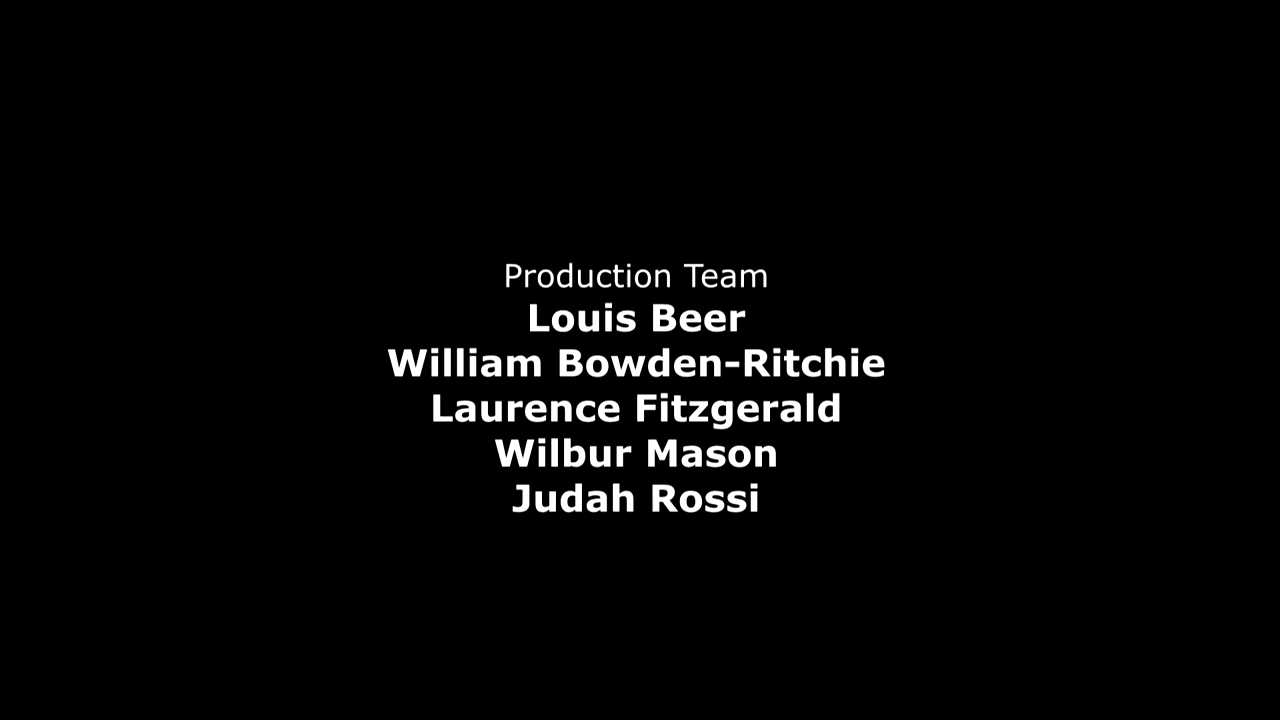 Production Team
Louis Beer
William Bowden-Ritchie
Laurence Fitzgerald
Wilbur Mason
Judah Rossi